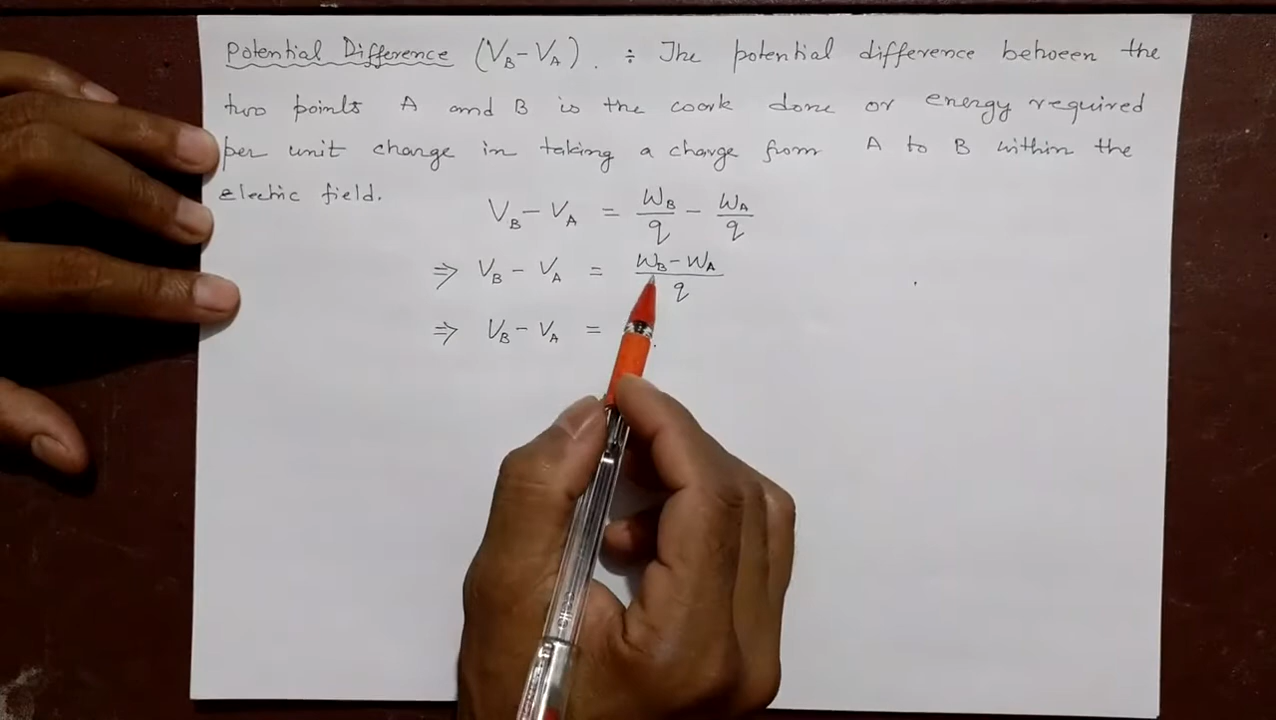 Potential Difference (V_B - V_A). ÷ The potential difference between the
two points A and B is the work done or energy required
per unit charge in taking a charge from A to B within the
electric field.
V_B - V_A = W_B/q - W_A/q
⇒ V_B - V_A = (W_B - W_A)/q
⇒ V_B - V_A =